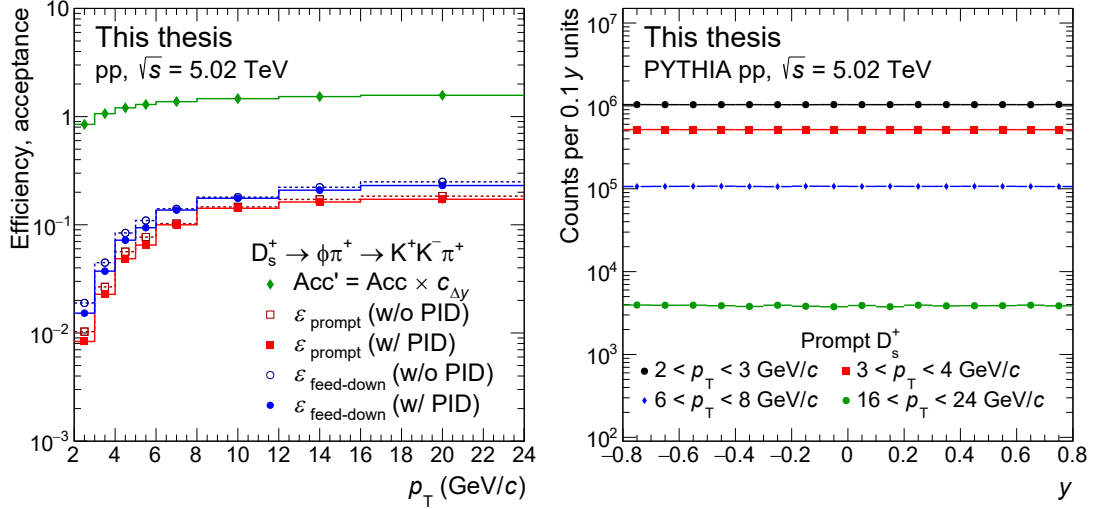 This thesis
pp, √s = 5.02 TeV
Efficiency, acceptance
10
1
10⁻¹
10⁻²
10⁻³
D⁺ₛ → ϕπ⁺ → K⁺K⁻π⁺
Acc' = Acc × c_Δy
ε prompt (w/o PID)
ε prompt (w/ PID)
ε feed-down (w/o PID)
ε feed-down (w/ PID)
2 4 6 8 10 12 14 16 18 20 22 24
p_T (GeV/c)
This thesis
PYTHIA pp, √s = 5.02 TeV
Counts per 0.1 y units
10⁷
10⁶
10⁵
10⁴
10³
10²
Prompt D⁺ₛ
2 < p_T < 3 GeV/c
3 < p_T < 4 GeV/c
6 < p_T < 8 GeV/c
16 < p_T < 24 GeV/c
−0.8 −0.6 −0.4 −0.2 0 0.2 0.4 0.6 0.8
y